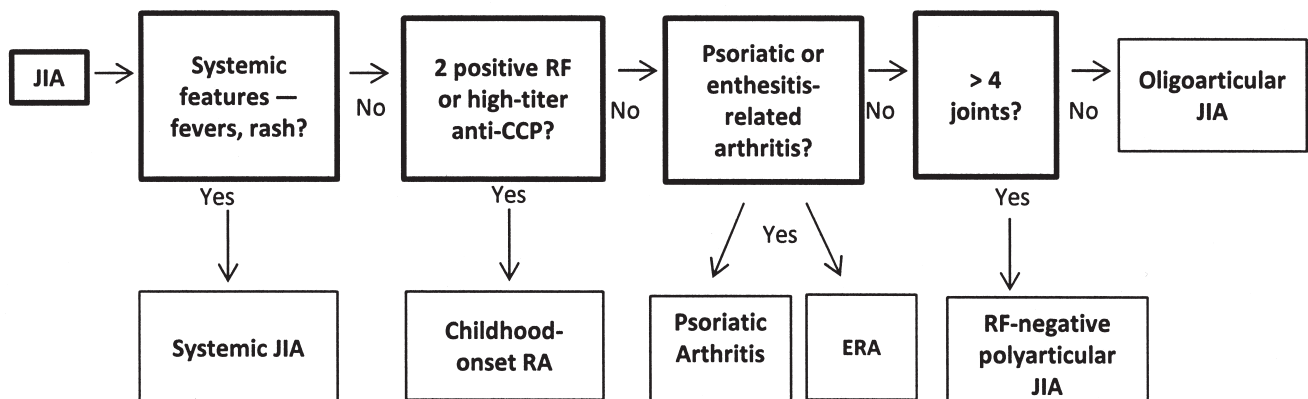 JIA
Systemic
features —
fevers, rash?
No
2 positive RF
or high-titer
anti-CCP?
No
Psoriatic or
enthesitis-
related
arthritis?
No
> 4
joints?
No
Oligoarticular
JIA
Yes
Yes
Yes
Yes
Systemic JIA
Childhood-
onset RA
Psoriatic
Arthritis
ERA
RF-negative
polyarticular
JIA